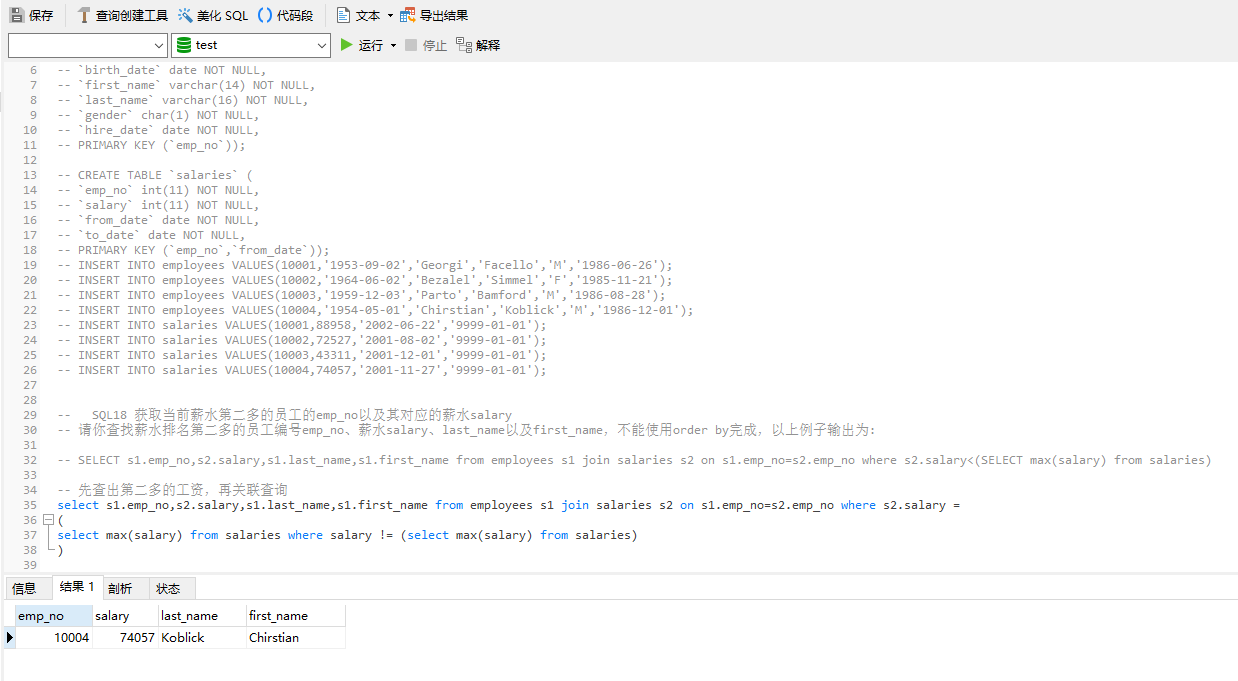 保存 查询创建工具 美化 SQL 代码段 文本 导出结果
test 运行 停止 解释
6 -- `birth_date` date NOT NULL,
7 -- `first_name` varchar(14) NOT NULL,
8 -- `last_name` varchar(16) NOT NULL,
9 -- `gender` char(1) NOT NULL,
10 -- `hire_date` date NOT NULL,
11 -- PRIMARY KEY (`emp_no`));
12
13 -- CREATE TABLE `salaries` (
14 -- `emp_no` int(11) NOT NULL,
15 -- `salary` int(11) NOT NULL,
16 -- `from_date` date NOT NULL,
17 -- `to_date` date NOT NULL,
18 -- PRIMARY KEY (`emp_no`,`from_date`));
19 -- INSERT INTO employees VALUES(10001,'1953-09-02','Georgi','Facello','M','1986-06-26');
20 -- INSERT INTO employees VALUES(10002,'1964-06-02','Bezalel','Simmel','F','1985-11-21');
21 -- INSERT INTO employees VALUES(10003,'1959-12-03','Parto','Bamford','M','1986-08-28');
22 -- INSERT INTO employees VALUES(10004,'1954-05-01','Chirstian','Koblick','M','1986-12-01');
23 -- INSERT INTO salaries VALUES(10001,88958,'2002-06-22','9999-01-01');
24 -- INSERT INTO salaries VALUES(10002,72527,'2001-08-02','9999-01-01');
25 -- INSERT INTO salaries VALUES(10003,43311,'2001-12-01','9999-01-01');
26 -- INSERT INTO salaries VALUES(10004,74057,'2001-11-27','9999-01-01');
27
28
29 -- SQL18 获取当前薪水第二多的员工的emp_no以及其对应的薪水salary
30 -- 请你查找薪水排名第二多的员工编号emp_no、薪水salary、last_name以及first_name，不能使用order by完成，以上例子输出为:
31
32 -- SELECT s1.emp_no,s2.salary,s1.last_name,s1.first_name from employees s1 join salaries s2 on s1.emp_no=s2.emp_no where s2.salary<(SELECT max(salary) from salaries)
33
34 -- 先查出第二多的工资，再关联查询
35 select s1.emp_no,s2.salary,s1.last_name,s1.first_name from employees s1 join salaries s2 on s1.emp_no=s2.emp_no where s2.salary =
36 (
37 select max(salary) from salaries where salary != (select max(salary) from salaries)
38 )
39
信息 结果 1 剖析 状态
emp_no salary last_name first_name
10004 74057 Koblick Chirstian